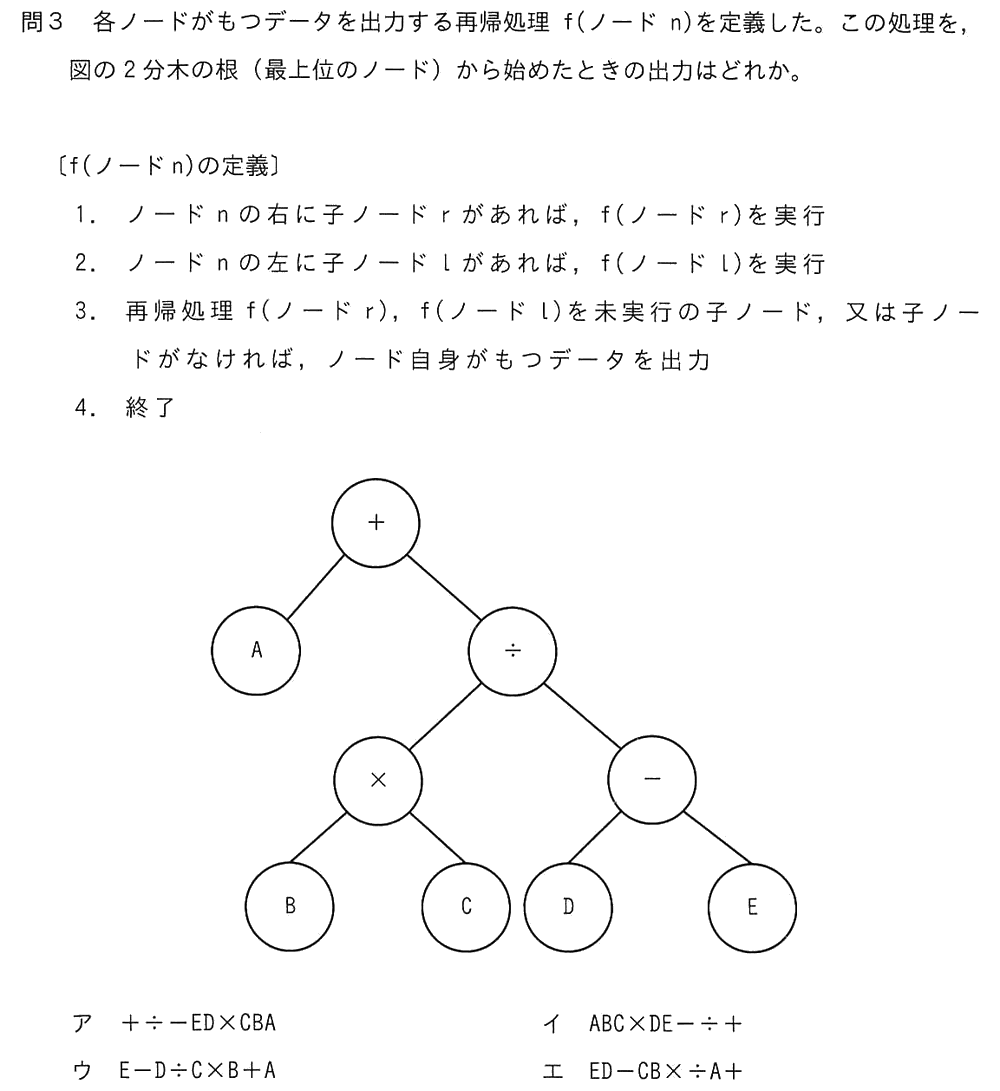 問3　各ノードがもつデータを出力する再帰処理 f(ノード n)を定義した。この処理を，
図の2分木の根（最上位のノード）から始めたときの出力はどれか。
〔f(ノード n)の定義〕
1.　ノード n の右に子ノード r があれば，f(ノード r)を実行
2.　ノード n の左に子ノード l があれば，f(ノード l)を実行
3.　再帰処理 f(ノード r)，f(ノード l)を未実行の子ノード，又は子ノー
ドがなければ，ノード自身がもつデータを出力
4.　終了
＋
A　÷
×　－
B　C　D　E
ア　＋÷－ED×CBA　イ　ABC×DE－÷＋
ウ　E－D÷C×B＋A　エ　ED－CB×÷A＋